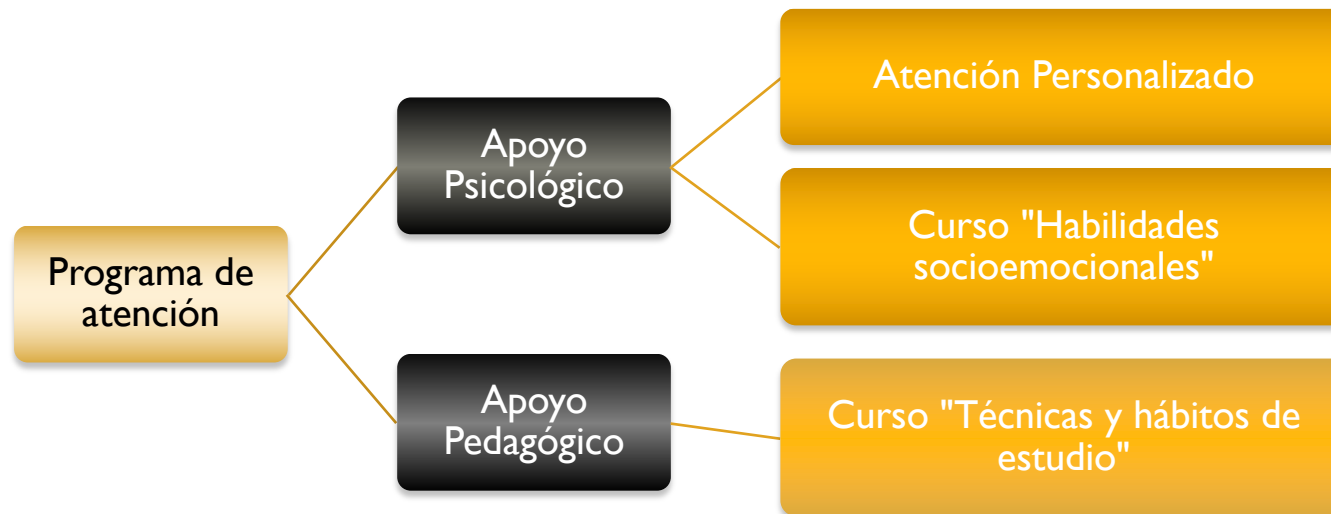 Programa de
atención
Apoyo
Psicológico
Atención Personalizado
Curso "Habilidades
socioemocionales"
Apoyo
Pedagógico
Curso "Técnicas y hábitos de
estudio"